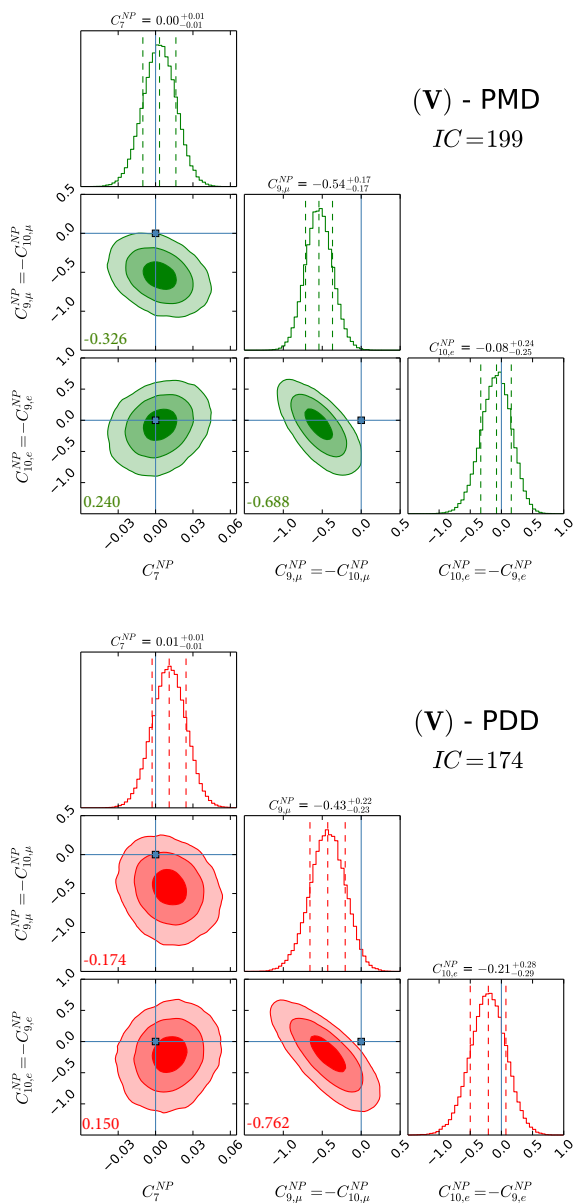 C₇^{NP} = 0.00^{+0.01}_{−0.01}
(V) - PMD
IC=199
C_{9,μ}^{NP} = −0.54^{+0.17}_{−0.17}
0.5
0.0
−0.5
−1.0
C_{9,μ}^{NP}=−C_{10,μ}^{NP}
-0.326
C_{10,e}^{NP} = −0.08^{+0.24}_{−0.25}
1.0
0.5
0.0
−0.5
−1.0
C_{10,e}^{NP}=−C_{9,e}^{NP}
0.240
-0.688
−0.03 0.00 0.03 0.06
−1.0 −0.5 0.0 0.5
−1.0 −0.5 0.0 0.5 1.0
C₇^{NP}
C_{9,μ}^{NP}=−C_{10,μ}^{NP}
C_{10,e}^{NP}=−C_{9,e}^{NP}
C₇^{NP} = 0.01^{+0.01}_{−0.01}
(V) - PDD
IC=174
C_{9,μ}^{NP} = −0.43^{+0.22}_{−0.23}
0.5
0.0
−0.5
−1.0
C_{9,μ}^{NP}=−C_{10,μ}^{NP}
-0.174
C_{10,e}^{NP} = −0.21^{+0.28}_{−0.29}
1.0
0.5
0.0
−0.5
−1.0
C_{10,e}^{NP}=−C_{9,e}^{NP}
0.150
-0.762
−0.03 0.00 0.03 0.06
−1.0 −0.5 0.0 0.5
−1.0 −0.5 0.0 0.5 1.0
C₇^{NP}
C_{9,μ}^{NP}=−C_{10,μ}^{NP}
C_{10,e}^{NP}=−C_{9,e}^{NP}